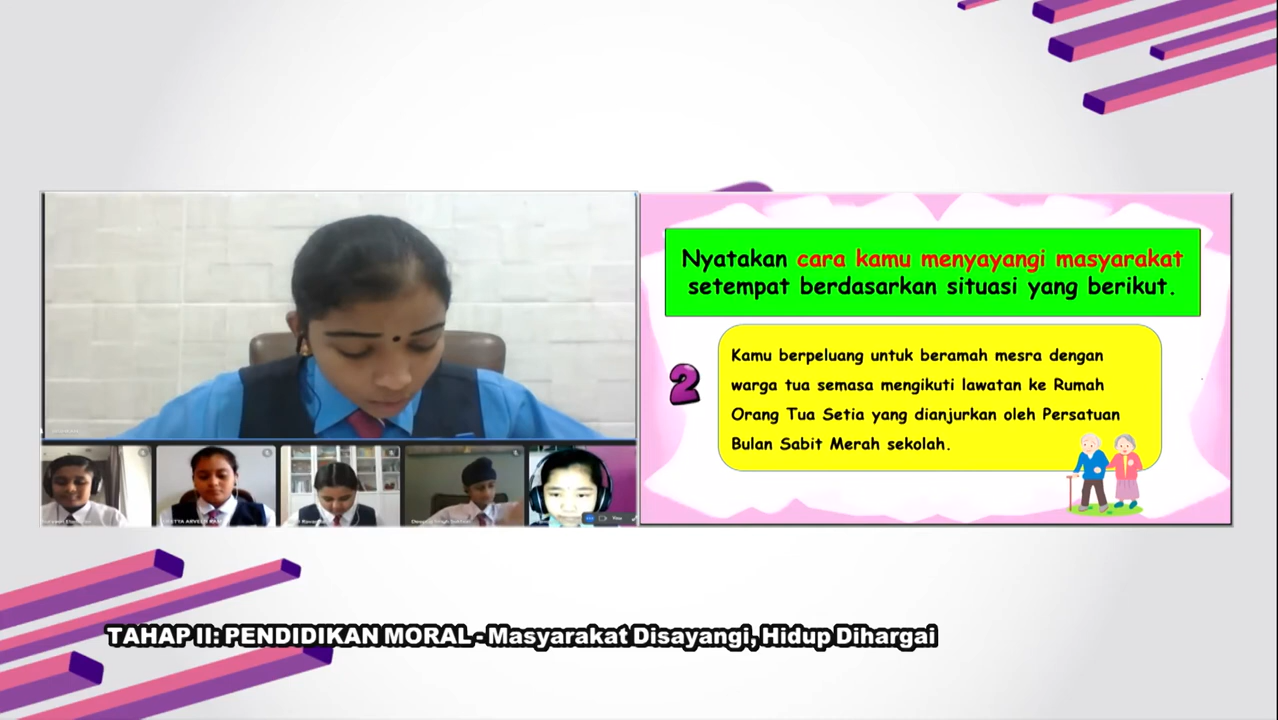 Nyatakan cara kamu menyayangi masyarakat
setempat berdasarkan situasi yang berikut.
2
Kamu berpeluang untuk beramah mesra dengan
warga tua semasa mengikuti lawatan ke Rumah
Orang Tua Setia yang dianjurkan oleh Persatuan
Bulan Sabit Merah sekolah.
You
TAHAP II: PENDIDIKAN MORAL - Masyarakat Disayangi, Hidup Dihargai